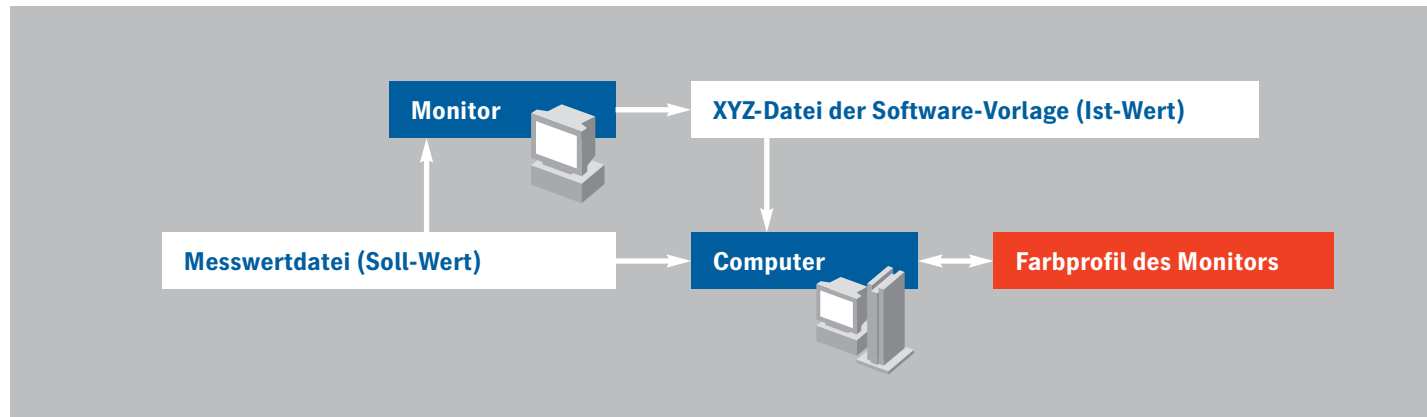 Monitor
XYZ-Datei der Software-Vorlage (Ist-Wert)
Messwertdatei (Soll-Wert)
Computer
Farbprofil des Monitors